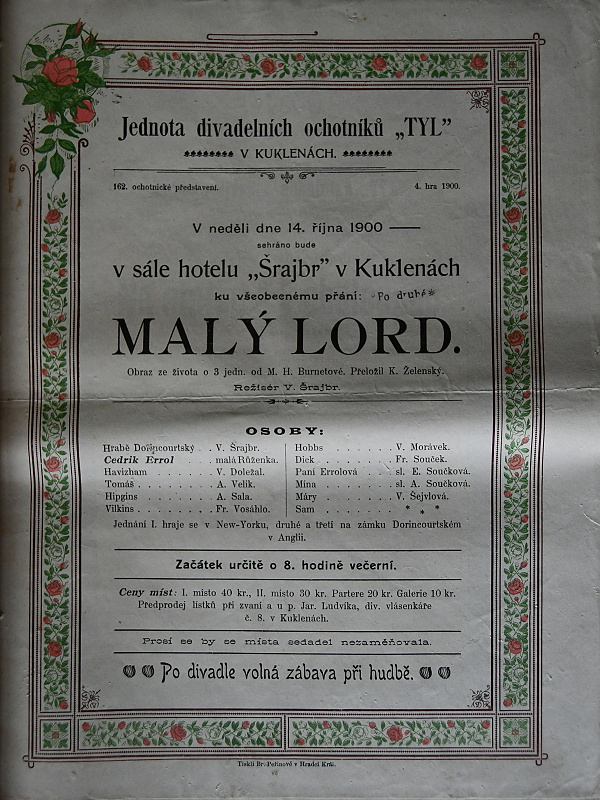 Jednota divadelních ochotníků „TYL”
V KUKLENÁCH.
162. ochotnické představení. 4. hra 1900.
V neděli dne 14. října 1900
sehráno bude
v sále hotelu „Šrajbr” v Kuklenách
ku všeobecnému přání: Po druhé
MALÝ LORD.
Obraz ze života o 3 jedn. od M. H. Burnetové. Přeložil K. Želenský.
Režisér V. Šrajbr.
OSOBY:
Hrabě Dorincourtský . V. Šrajbr.
Cedrik Errol . . . malá Růženka.
Havizham . . . . . V. Doležal.
Tomáš . . . . . . . A. Velík.
Hipgins . . . . . . A. Sala.
Vilkins . . . . . . . Fr. Vosáhlo.
Hobbs . . . . . . V. Morávek.
Dick . . . . . . . Fr. Souček.
Paní Errolová . . . sl. E. Součková.
Mina . . . . . . . sl. A. Součková.
Máry . . . . . . . V. Šejvlová.
Sam . . . . . . . * * *
Jednání I. hraje se v New-Yorku, druhé a třetí na zámku Dorincourtském
v Anglii.
Začátek určitě o 8. hodině večerní.
Ceny míst: I. místo 40 kr., II. místo 30 kr. Partere 20 kr. Galerie 10 kr.
Předprodej lístků při zvaní a u p. Jar. Ludvíka, div. vlásenkáře
č. 8. v Kuklenách.
Prosí se by se místa sedadel nezaměňovala.
Po divadle volná zábava při hudbě.
Tiskli Br. Peřinové v Hradci Král.